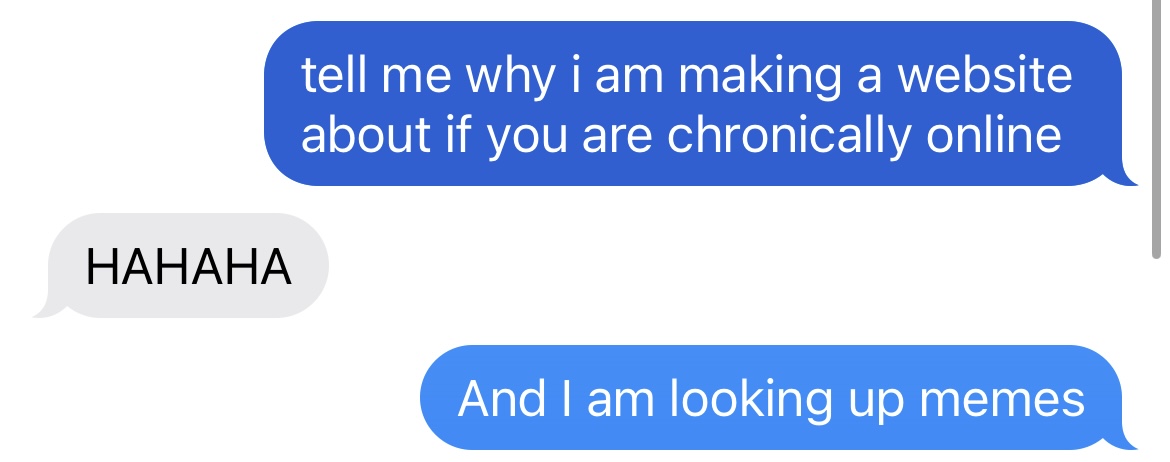 tell me why i am making a website
about if you are chronically online
HAHAHA
And I am looking up memes